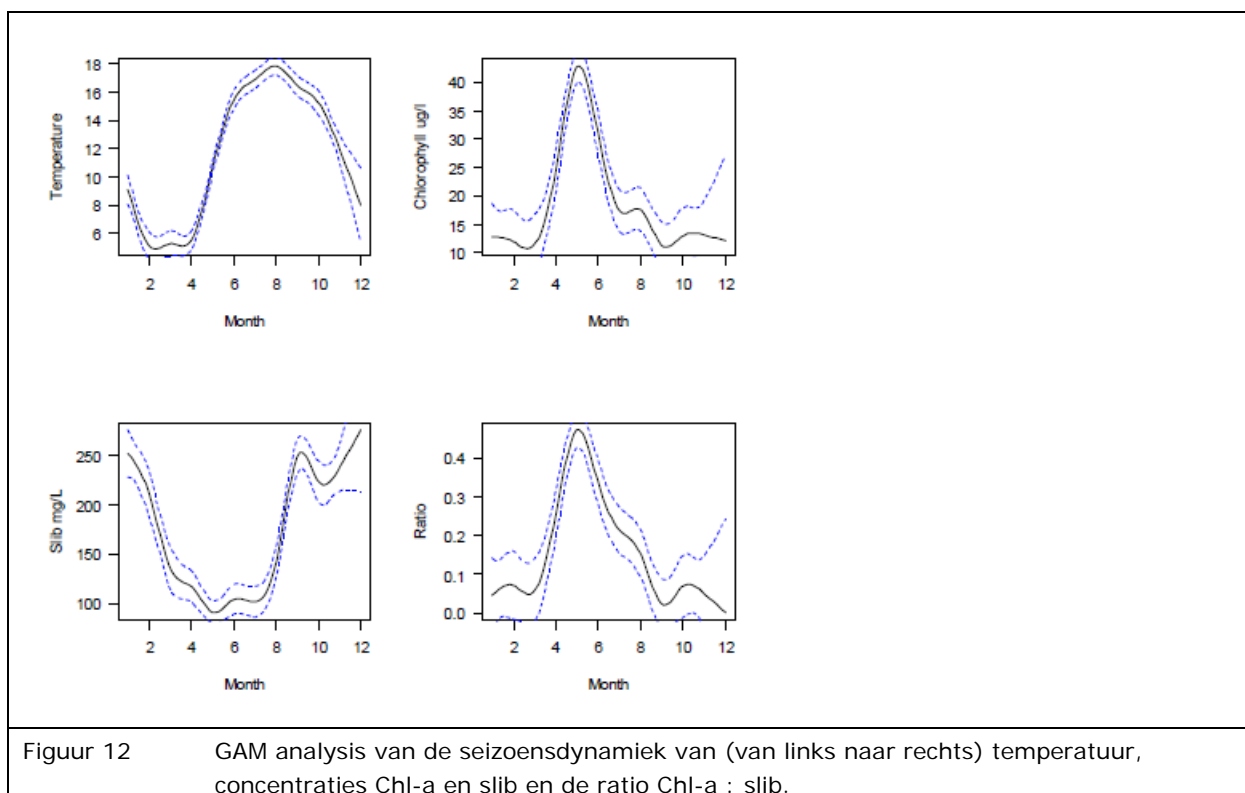 18
16
14
12
10
8
6
Temperature
2 4 6 8 10 12
Month
40
35
30
25
20
15
10
Chlorophyll ug/l
2 4 6 8 10 12
Month
250
200
150
100
Slib mg/L
2 4 6 8 10 12
Month
0.4
0.3
0.2
0.1
0.0
Ratio
2 4 6 8 10 12
Month
Figuur 12 GAM analysis van de seizoensdynamiek van (van links naar rechts) temperatuur,
concentraties Chl-a en slib en de ratio Chl-a : slib.